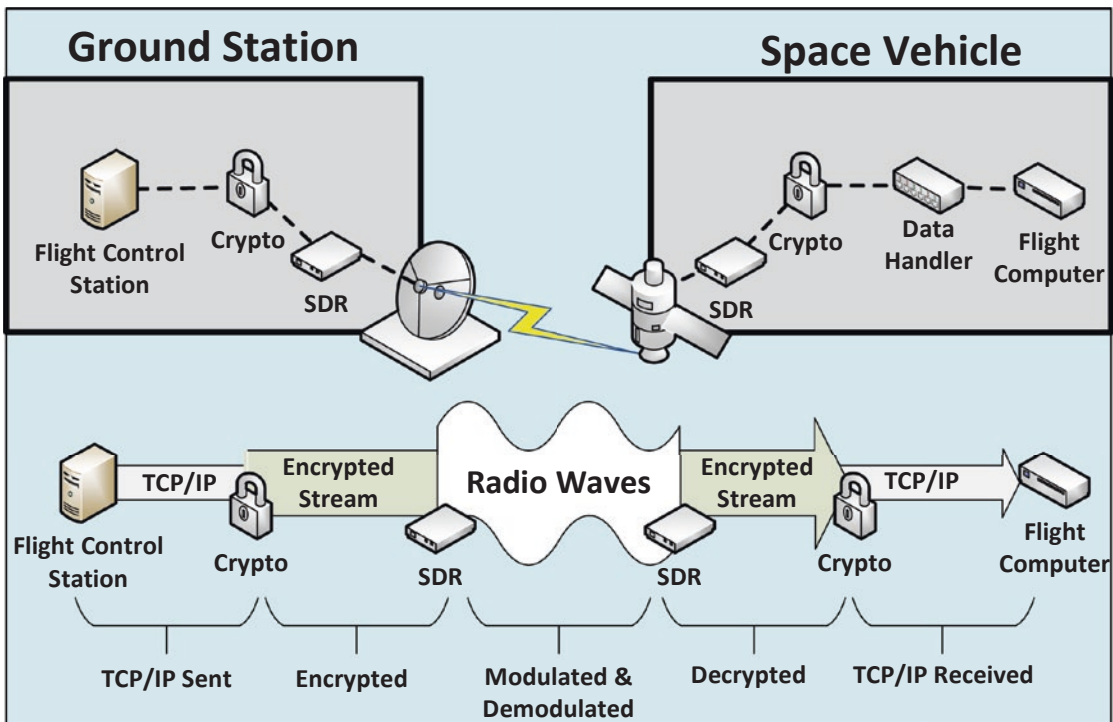 Ground Station
Space Vehicle
Flight Control
Station
Crypto
SDR
SDR
Crypto
Data
Handler
Flight
Computer
TCP/IP
Encrypted
Stream
Radio Waves
Encrypted
Stream
TCP/IP
Flight Control
Station
Crypto
SDR
SDR
Crypto
Flight
Computer
TCP/IP Sent
Encrypted
Modulated &
Demodulated
Decrypted
TCP/IP Received